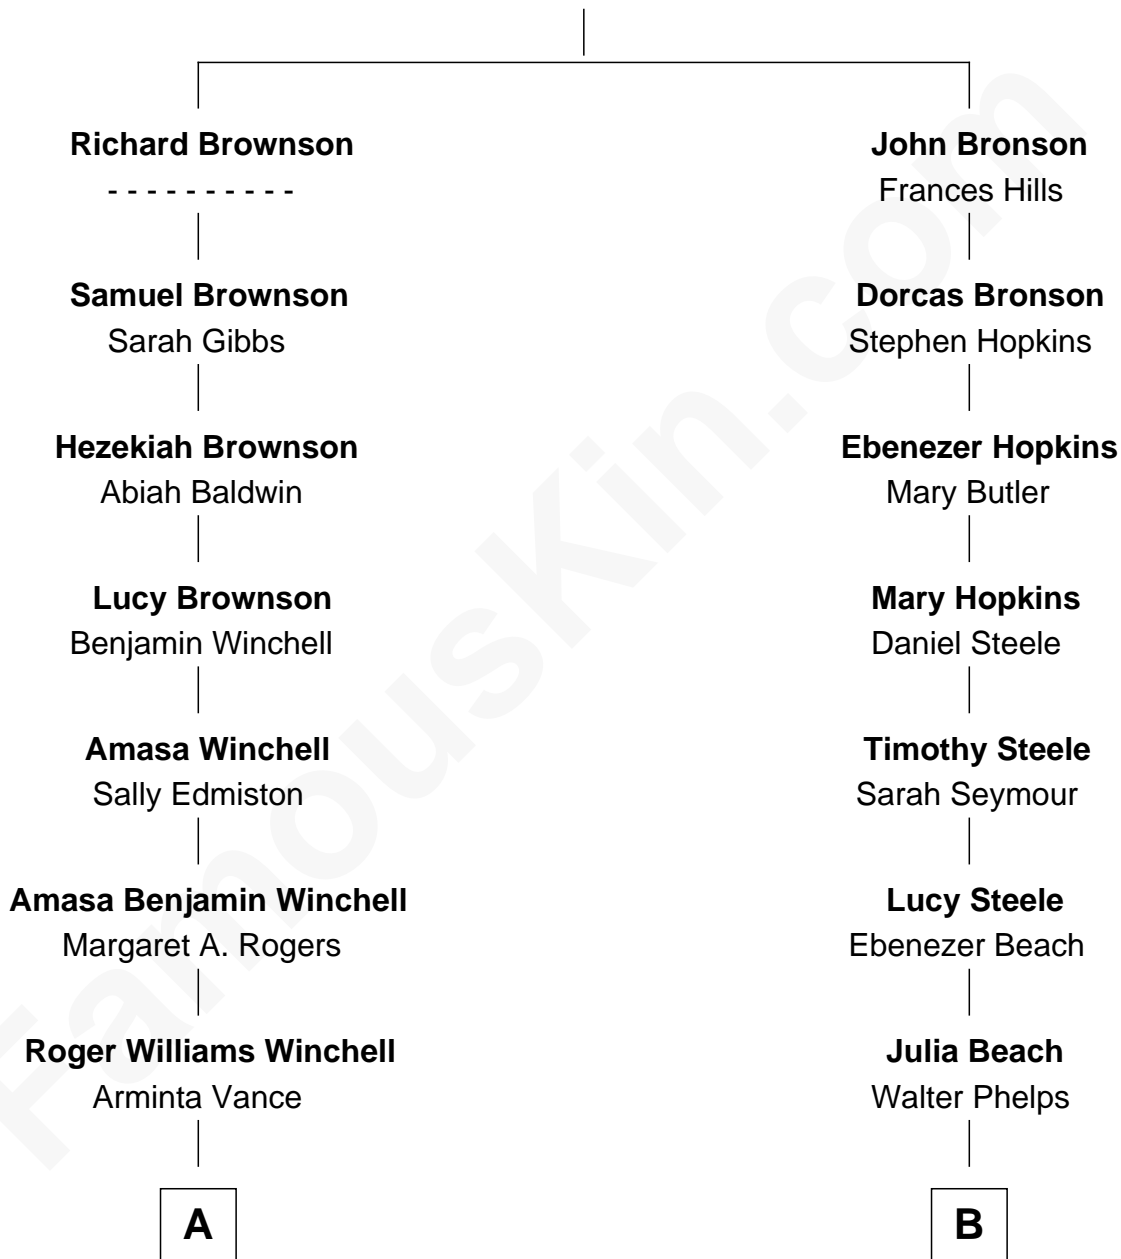 Richard Brownson
- - - - - - - - - -
Samuel Brownson
Sarah Gibbs
Hezekiah Brownson
Abiah Baldwin
Lucy Brownson
Benjamin Winchell
Amasa Winchell
Sally Edmiston
Amasa Benjamin Winchell
Margaret A. Rogers
Roger Williams Winchell
Arminta Vance
A
John Bronson
Frances Hills
Dorcas Bronson
Stephen Hopkins
Ebenezer Hopkins
Mary Butler
Mary Hopkins
Daniel Steele
Timothy Steele
Sarah Seymour
Lucy Steele
Ebenezer Beach
Julia Beach
Walter Phelps
B
FamousKin.com